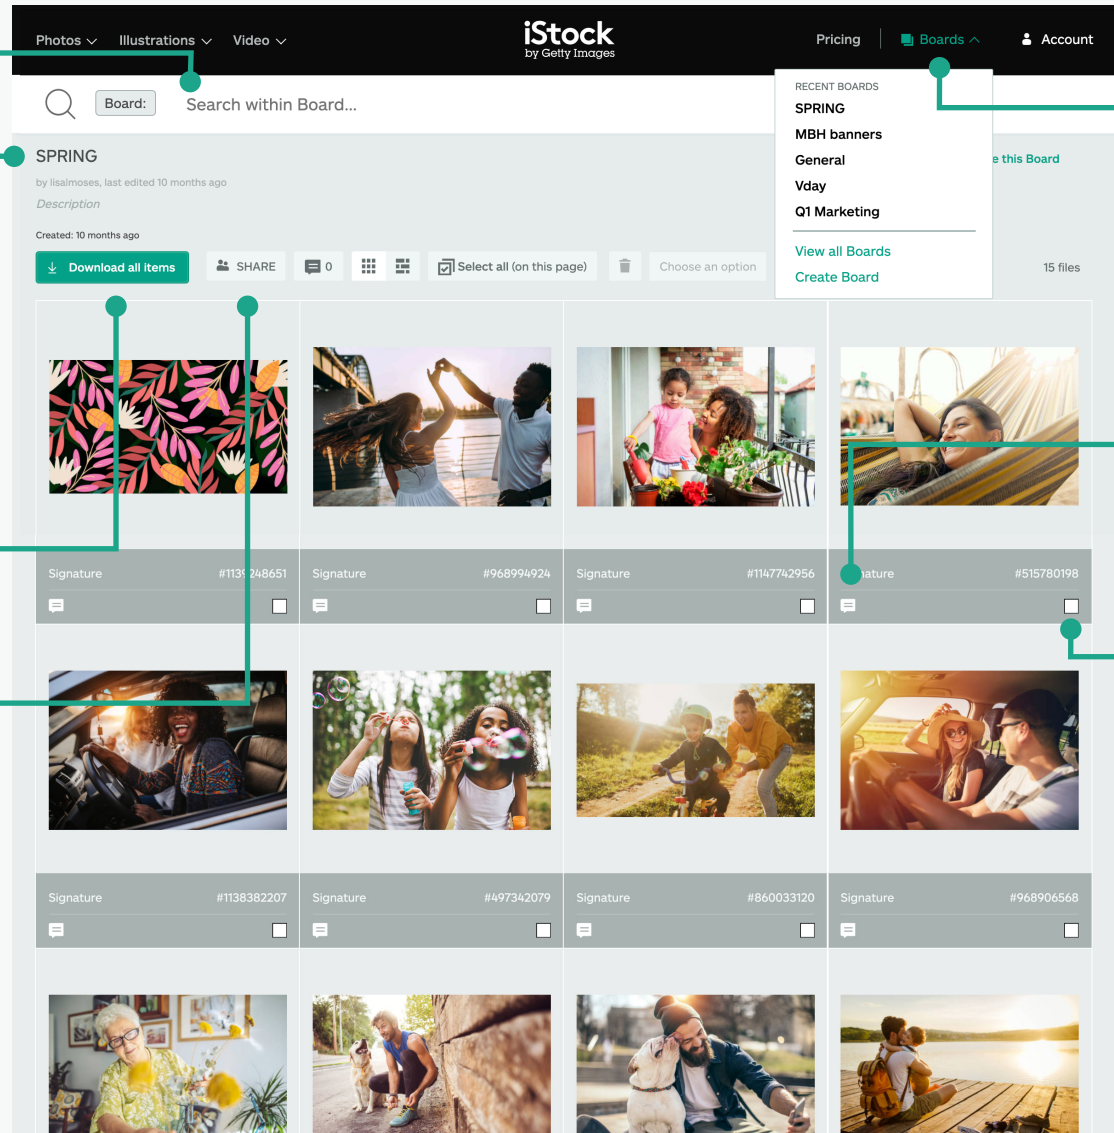 Photos Illustrations Video
iStock
by Getty Images
Pricing Boards Account
Board: Search within Board...
RECENT BOARDS
SPRING
MBH banners
General
Vday
Q1 Marketing
View all Boards
Create Board
SPRING
this Board
by lisalmoses, last edited 10 months ago
Description
Created: 10 months ago
Download all items SHARE 0 Select all (on this page) Choose an option 15 files
Signature #1139248651 Signature #968994924 Signature #1147742956 #515780198
Signature #1138382207 Signature #497342079 Signature #860033120 Signature #968906568